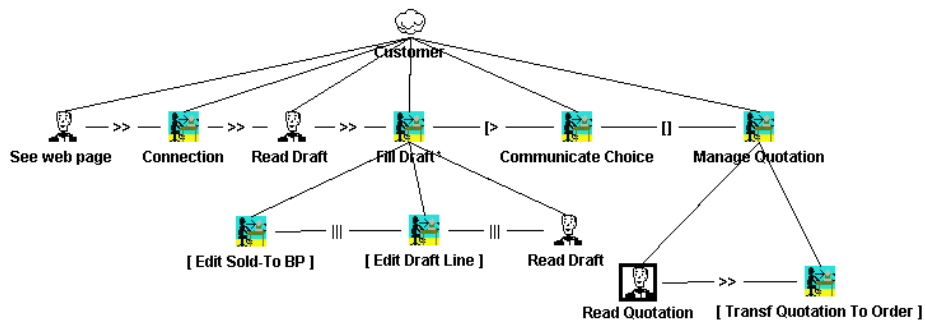 Customer
>> >> >> [> []
See web page Connection Read Draft Fill Draft* Communicate Choice Manage Quotation
||| |||
[ Edit Sold-To BP ] [ Edit Draft Line ] Read Draft
>>
Read Quotation [ Transf Quotation To Order ]